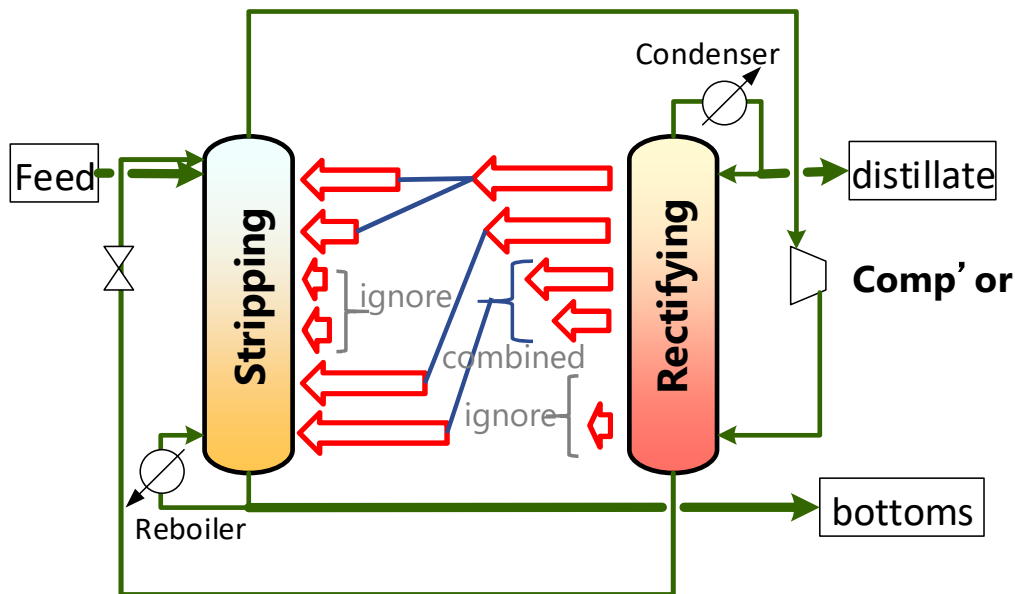 Condenser
Feed
distillate
Stripping
Rectifying
ignore
Comp’ or
combined
ignore
Reboiler
bottoms